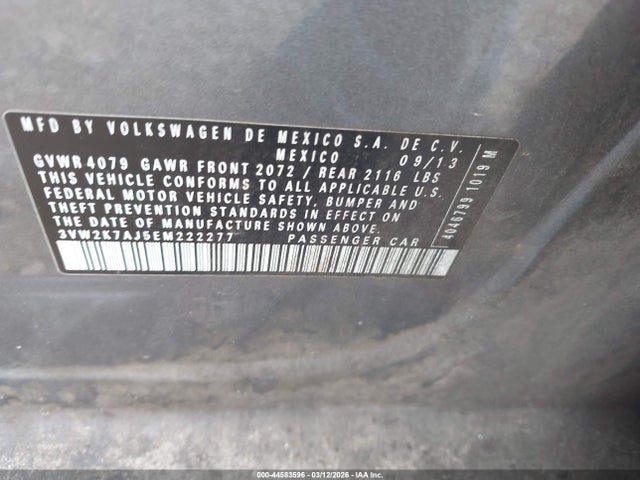 MFD BY VOLKSWAGEN DE MEXICO S.A. DE C.V.
MEXICO 09/13
GVWR 4079 GAWR FRONT 2072 / REAR 2116 LBS
THIS VEHICLE CONFORMS TO ALL APPLICABLE U.S.
FEDERAL MOTOR VEHICLE SAFETY, BUMPER AND
THEFT PREVENTION STANDARDS IN EFFECT ON
THE DATE OF MANUFACTURE SHOWN ABOVE.
3VW2K7AJ5EM222277 PASSENGER CAR
4046799 1019 M
000-44583596 - 03/12/2026 - IAA Inc.